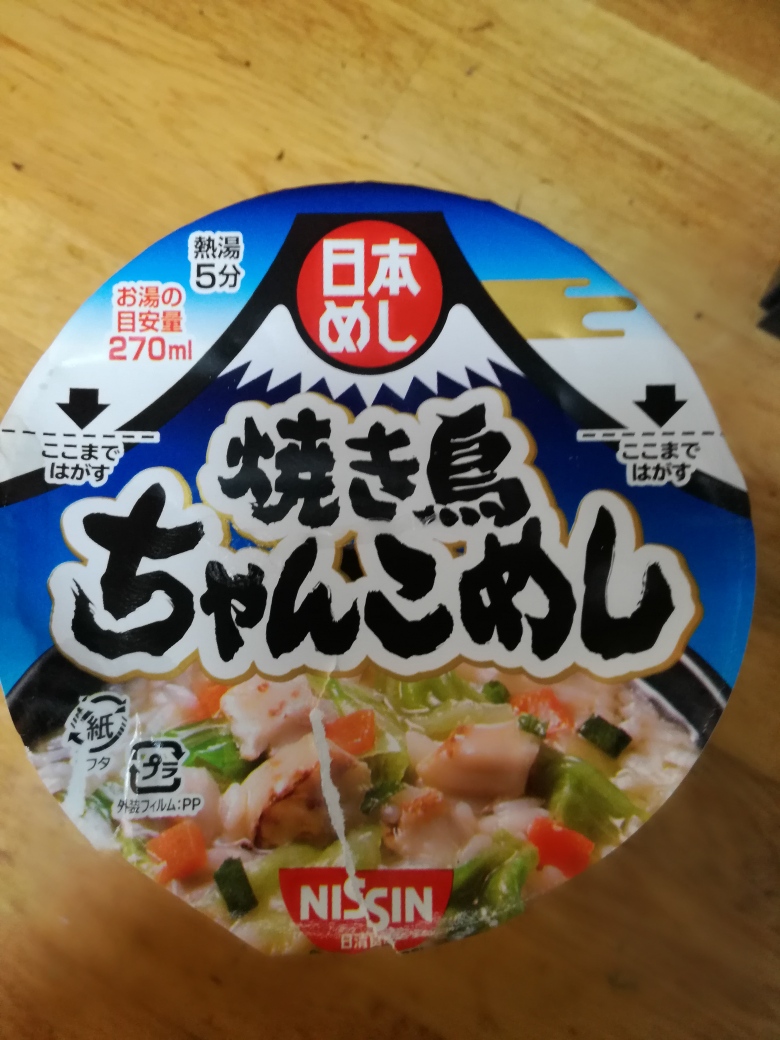 日本
めし
熱湯
5分
お湯の
目安量
270ml
ここまで
はがす
ここまで
はがす
焼き鳥
ちゃんこめし
紙
フタ
プラ
外装フィルム:PP
NISSIN
日清